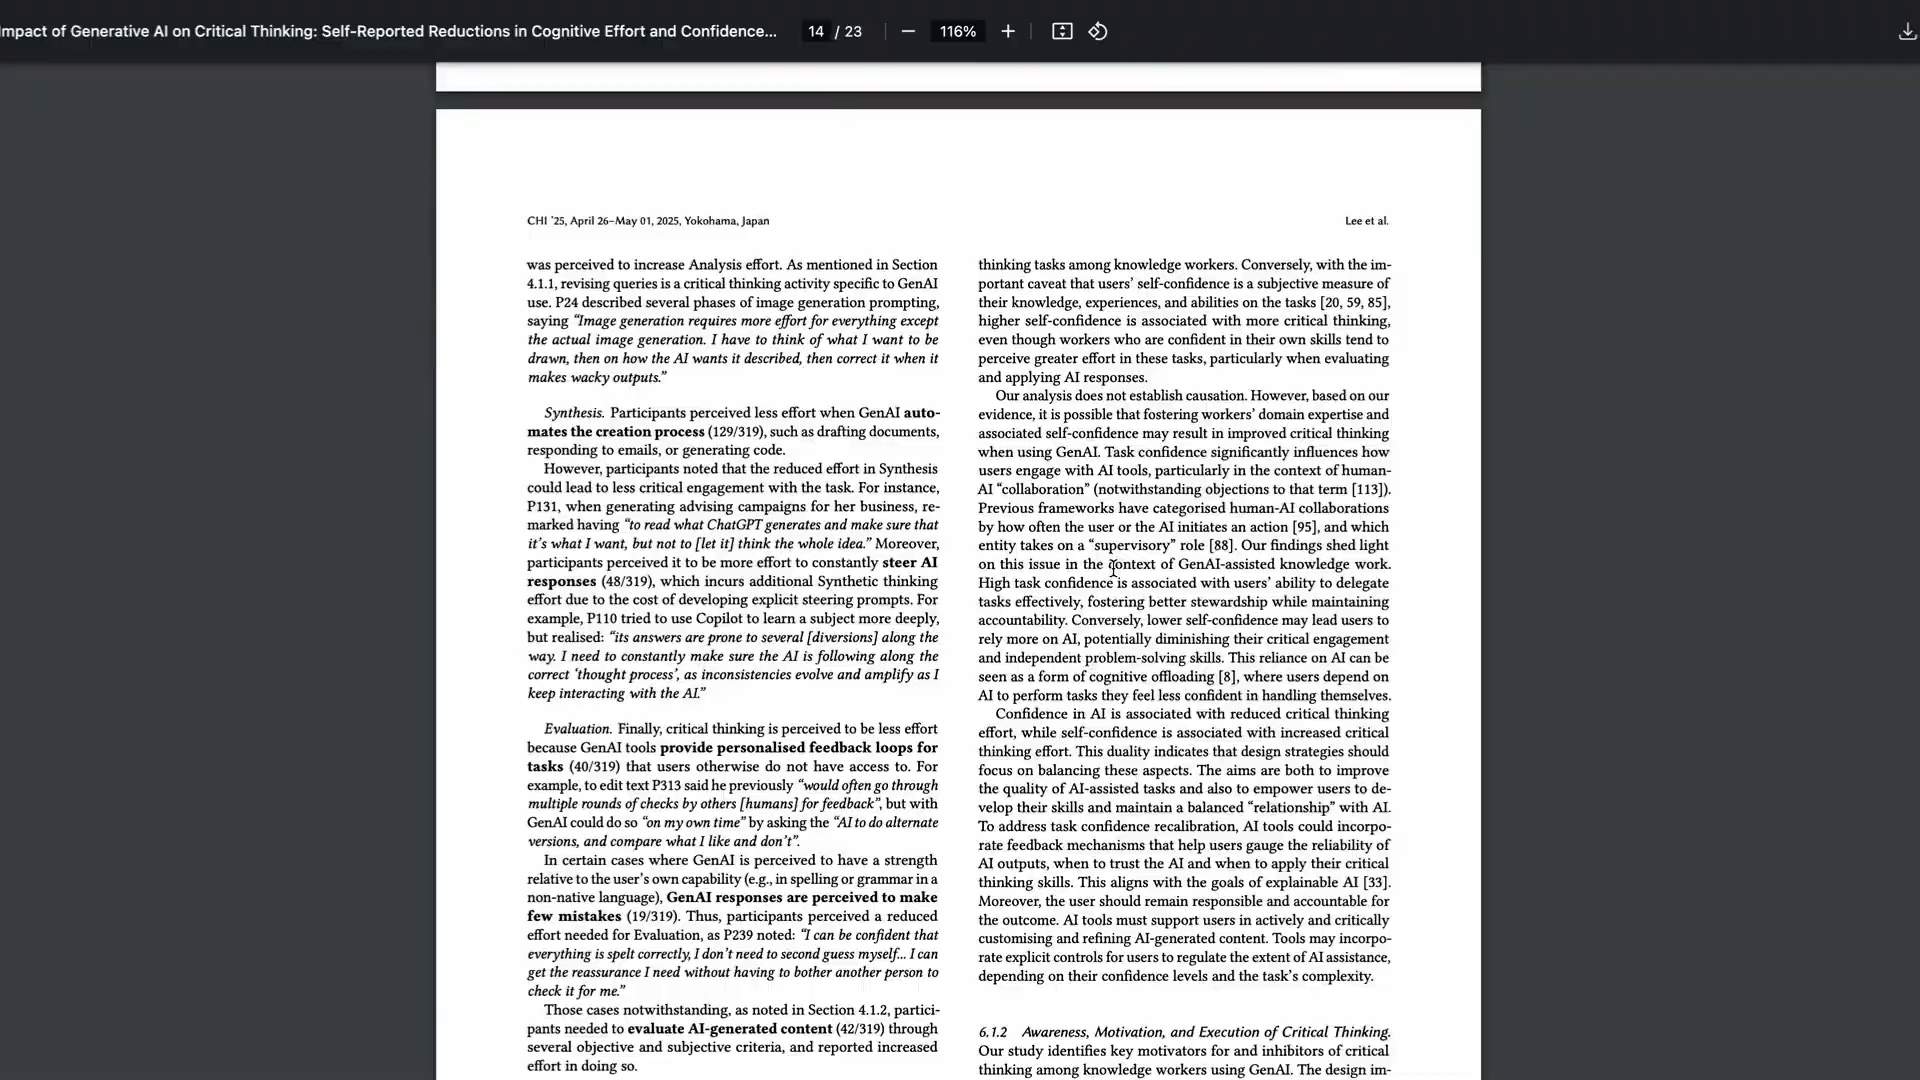 Impact of Generative AI on Critical Thinking: Self-Reported Reductions in Cognitive Effort and Confidence...
14 / 23
116%
CHI ’25, April 26–May 01, 2025, Yokohama, Japan
Lee et al.
was perceived to increase Analysis effort. As mentioned in Section
4.1.1, revising queries is a critical thinking activity specific to GenAI
use. P24 described several phases of image generation prompting,
saying “Image generation requires more effort for everything except
the actual image generation. I have to think of what I want to be
drawn, then on how the AI wants it described, then correct it when it
makes wacky outputs.”
Synthesis. Participants perceived less effort when GenAI auto-
mates the creation process (129/319), such as drafting documents,
responding to emails, or generating code.
However, participants noted that the reduced effort in Synthesis
could lead to less critical engagement with the task. For instance,
P131, when generating advising campaigns for her business, re-
marked having “to read what ChatGPT generates and make sure that
it’s what I want, but not to [let it] think the whole idea.” Moreover,
participants perceived it to be more effort to constantly steer AI
responses (48/319), which incurs additional Synthetic thinking
effort due to the cost of developing explicit steering prompts. For
example, P110 tried to use Copilot to learn a subject more deeply,
but realised: “its answers are prone to several [diversions] along the
way. I need to constantly make sure the AI is following along the
correct ‘thought process’, as inconsistencies evolve and amplify as I
keep interacting with the AI.”
Evaluation. Finally, critical thinking is perceived to be less effort
because GenAI tools provide personalised feedback loops for
tasks (40/319) that users otherwise do not have access to. For
example, to edit text P313 said he previously “would often go through
multiple rounds of checks by others [humans] for feedback”, but with
GenAI could do so “on my own time” by asking the “AI to do alternate
versions, and compare what I like and don’t”.
In certain cases where GenAI is perceived to have a strength
relative to the user’s own capability (e.g., in spelling or grammar in a
non-native language), GenAI responses are perceived to make
few mistakes (19/319). Thus, participants perceived a reduced
effort needed for Evaluation, as P239 noted: “I can be confident that
everything is spelt correctly, I don’t need to second guess myself... I can
get the reassurance I need without having to bother another person to
check it for me.”
Those cases notwithstanding, as noted in Section 4.1.2, partici-
pants needed to evaluate AI-generated content (42/319) through
several objective and subjective criteria, and reported increased
effort in doing so.
thinking tasks among knowledge workers. Conversely, with the im-
portant caveat that users’ self-confidence is a subjective measure of
their knowledge, experiences, and abilities on the tasks [20, 59, 85],
higher self-confidence is associated with more critical thinking,
even though workers who are confident in their own skills tend to
perceive greater effort in these tasks, particularly when evaluating
and applying AI responses.
Our analysis does not establish causation. However, based on our
evidence, it is possible that fostering workers’ domain expertise and
associated self-confidence may result in improved critical thinking
when using GenAI. Task confidence significantly influences how
users engage with AI tools, particularly in the context of human-
AI “collaboration” (notwithstanding objections to that term [113]).
Previous frameworks have categorised human-AI collaborations
by how often the user or the AI initiates an action [95], and which
entity takes on a “supervisory” role [88]. Our findings shed light
on this issue in the context of GenAI-assisted knowledge work.
High task confidence is associated with users’ ability to delegate
tasks effectively, fostering better stewardship while maintaining
accountability. Conversely, lower self-confidence may lead users to
rely more on AI, potentially diminishing their critical engagement
and independent problem-solving skills. This reliance on AI can be
seen as a form of cognitive offloading [8], where users depend on
AI to perform tasks they feel less confident in handling themselves.
Confidence in AI is associated with reduced critical thinking
effort, while self-confidence is associated with increased critical
thinking effort. This duality indicates that design strategies should
focus on balancing these aspects. The aims are both to improve
the quality of AI-assisted tasks and also to empower users to de-
velop their skills and maintain a balanced “relationship” with AI.
To address task confidence recalibration, AI tools could incorpo-
rate feedback mechanisms that help users gauge the reliability of
AI outputs, when to trust the AI and when to apply their critical
thinking skills. This aligns with the goals of explainable AI [33].
Moreover, the user should remain responsible and accountable for
the outcome. AI tools must support users in actively and critically
customising and refining AI-generated content. Tools may incorpo-
rate explicit controls for users to regulate the extent of AI assistance,
depending on their confidence levels and the task’s complexity.
6.1.2 Awareness, Motivation, and Execution of Critical Thinking.
Our study identifies key motivators for and inhibitors of critical
thinking among knowledge workers using GenAI. The design im-